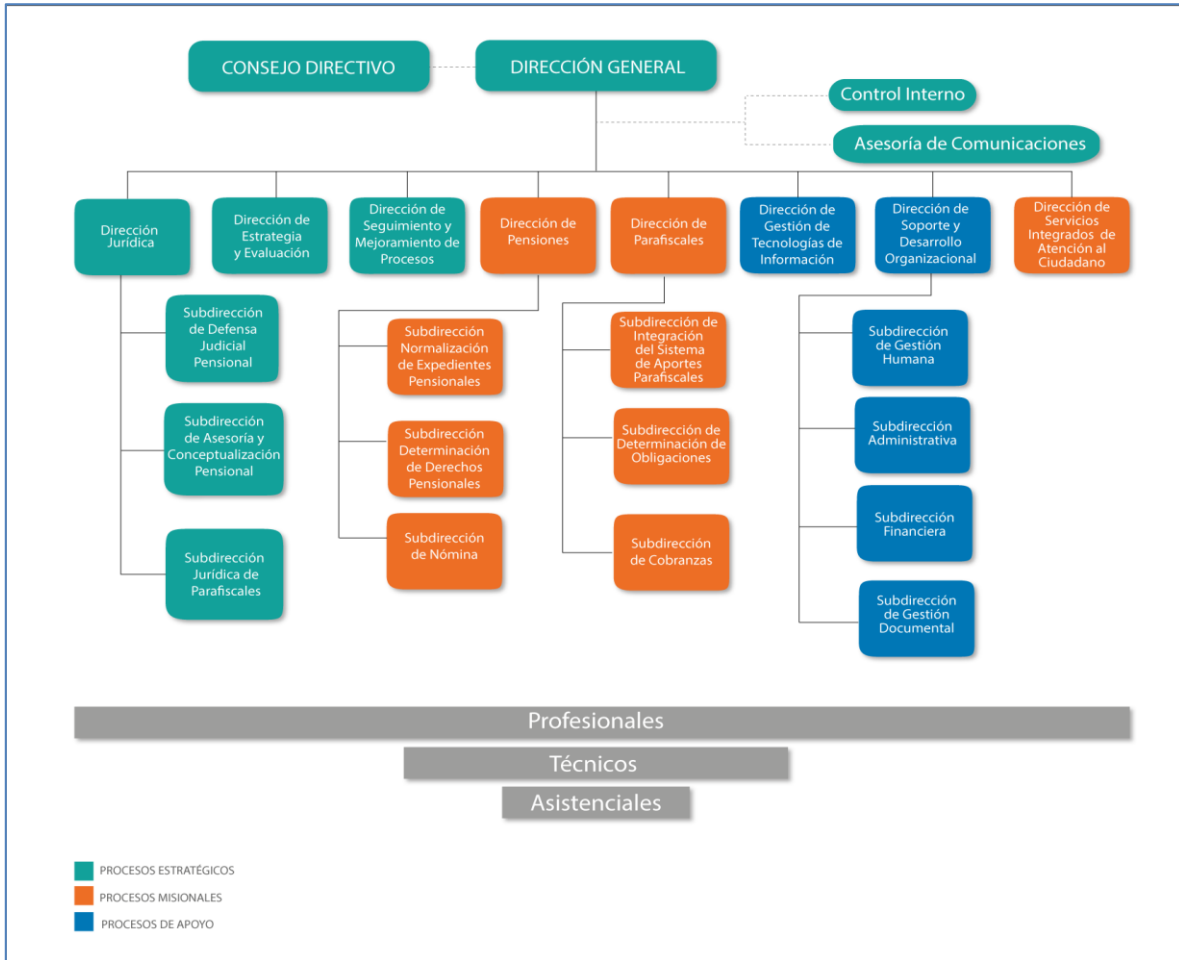 CONSEJO DIRECTIVO
DIRECCIÓN GENERAL
Control Interno
Asesoría de Comunicaciones
Dirección
Jurídica
Dirección de
Estrategia
y Evaluación
Dirección de
Seguimiento y
Mejoramiento de
Procesos
Dirección de
Pensiones
Dirección de
Parafiscales
Dirección de
Gestión de
Tecnologías de
Información
Dirección de
Soporte y
Desarrollo
Organizacional
Dirección de
Servicios
Integrados de
Atención al
Ciudadano
Subdirección
de Defensa
Judicial
Pensional
Subdirección
de Asesoría y
Conceptualización
Pensional
Subdirección
Jurídica de
Parafiscales
Subdirección
Normalización
de Expedientes
Pensionales
Subdirección
Determinación
de Derechos
Pensionales
Subdirección
de Nómina
Subdirección de
Integración
del Sistema
de Aportes
Parafiscales
Subdirección de
Determinación de
Obligaciones
Subdirección
de Cobranzas
Subdirección
de Gestión
Humana
Subdirección
Administrativa
Subdirección
Financiera
Subdirección
de Gestión
Documental
Profesionales
Técnicos
Asistenciales
PROCESOS ESTRATÉGICOS
PROCESOS MISIONALES
PROCESOS DE APOYO